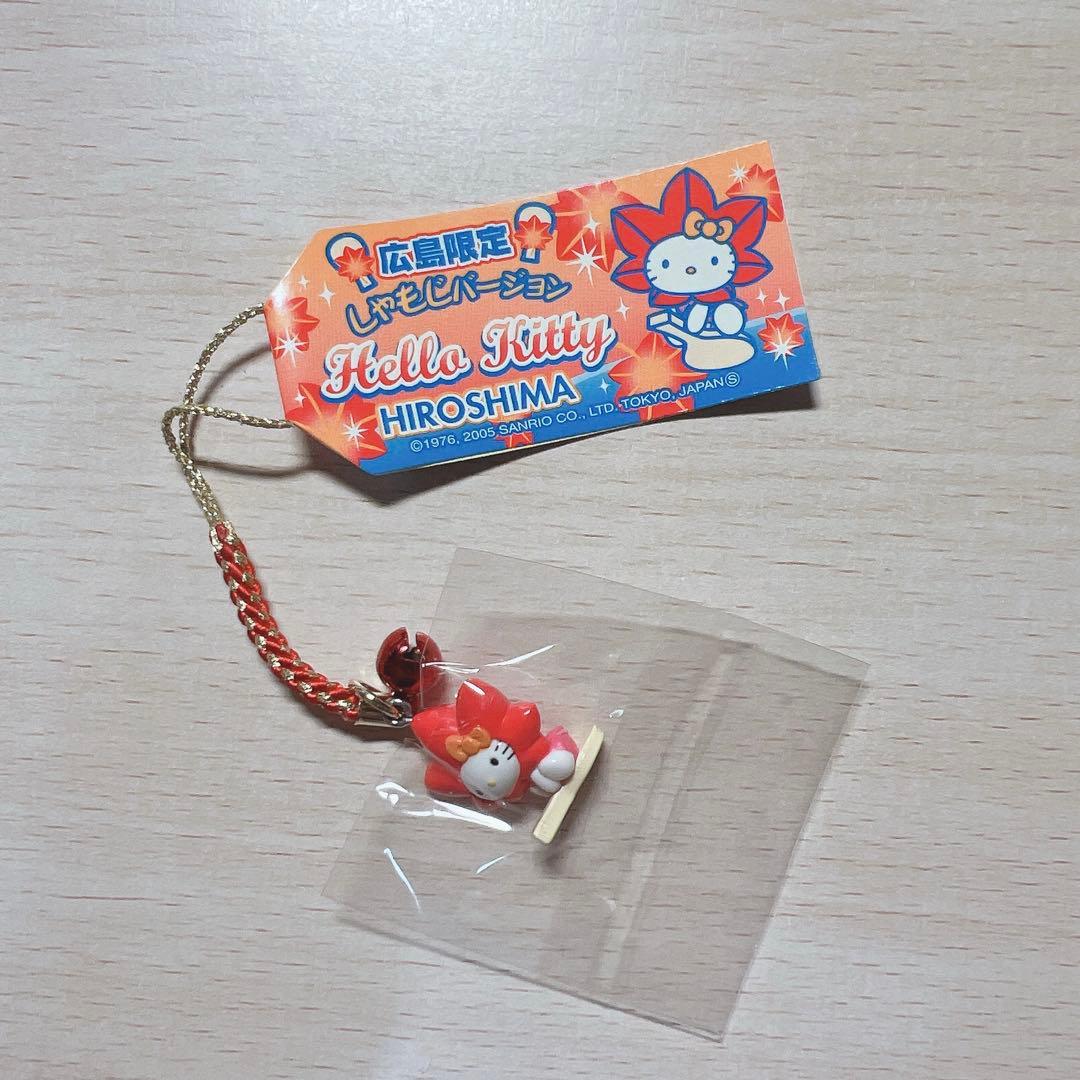 広島限定
しゃもじバージョン
Hello Kitty
HIROSHIMA
©1976, 2005 SANRIO CO., LTD. TOKYO, JAPAN Ⓢ